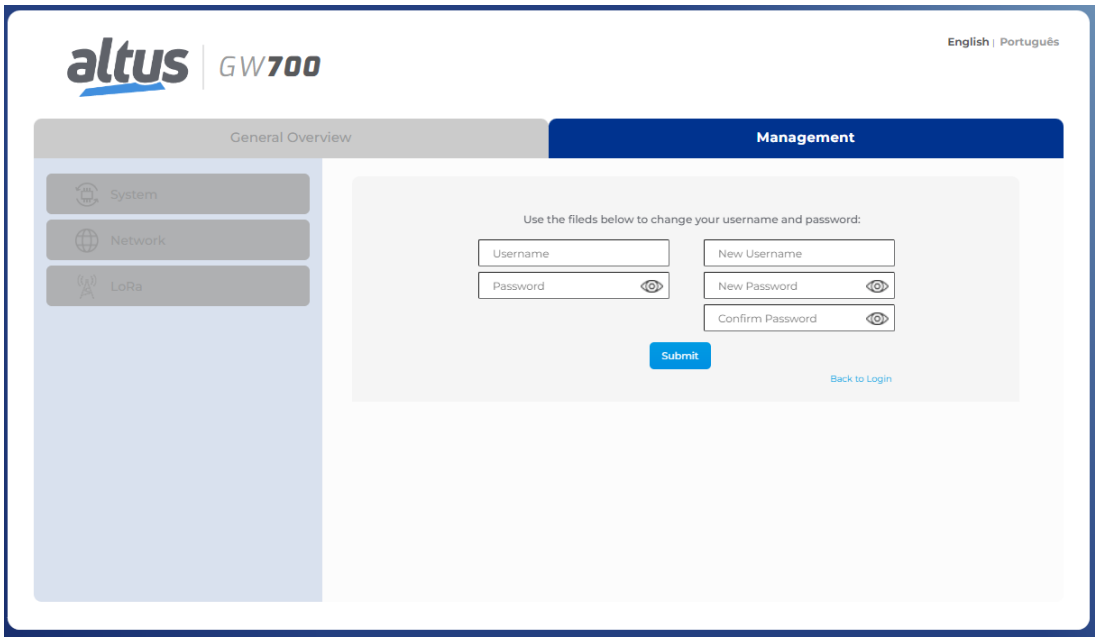 English | Português
altus | GW700
General Overview
Management
System
Network
LoRa
Use the fileds below to change your username and password:
Username
New Username
Password
New Password
Confirm Password
Submit
Back to Login